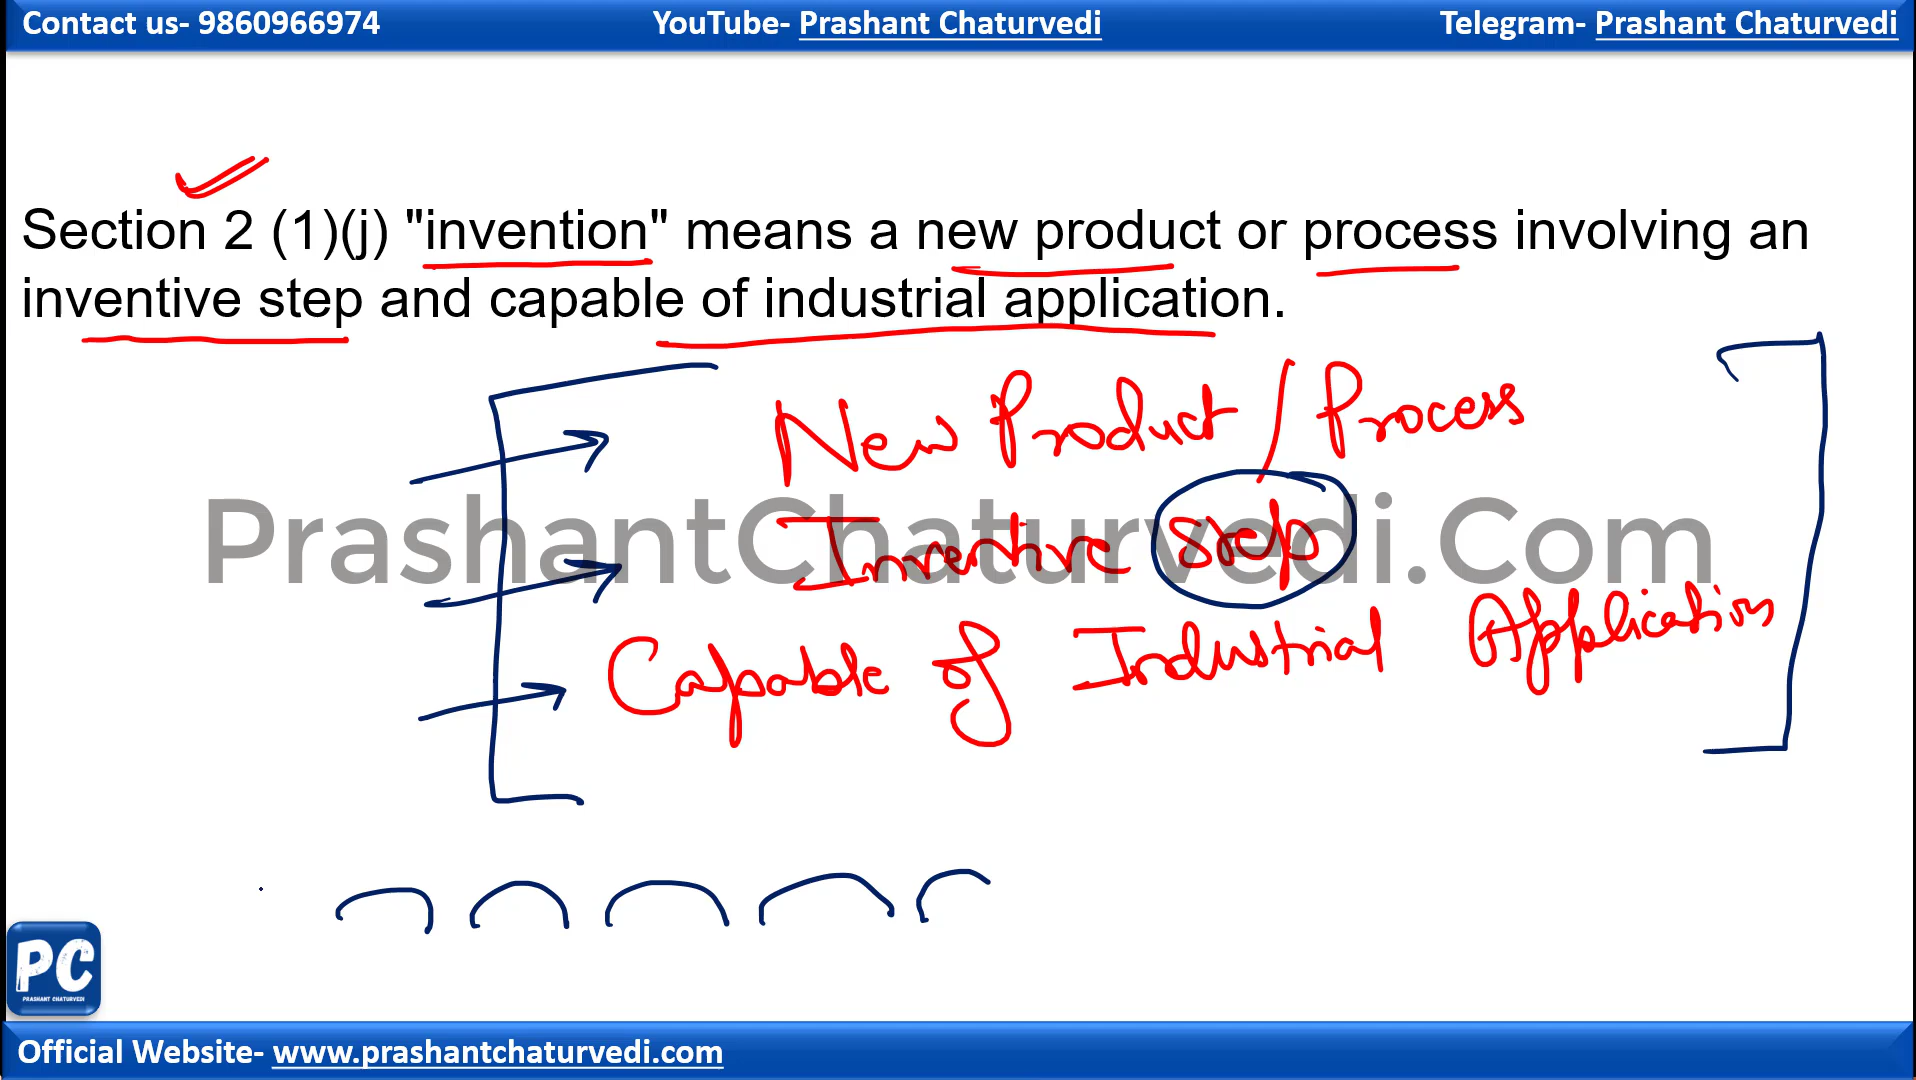 Contact us- 9860966974 YouTube- Prashant Chaturvedi Telegram- Prashant Chaturvedi
Section 2 (1)(j) "invention" means a new product or process involving an
inventive step and capable of industrial application.
New Product / Process
Inventive Step
PrashantChaturvedi.Com
Capable of Industrial Application
PC
PRASHANT CHATURVEDI
Official Website- www.prashantchaturvedi.com